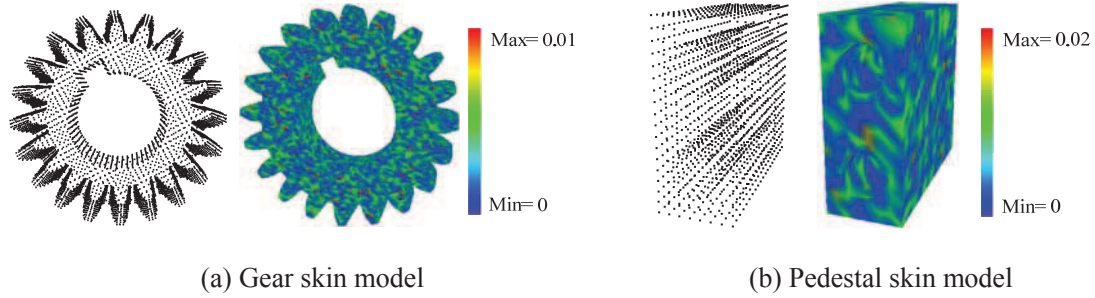 Max= 0.01
Min= 0
Max= 0.02
Min= 0
(a) Gear skin model
(b) Pedestal skin model